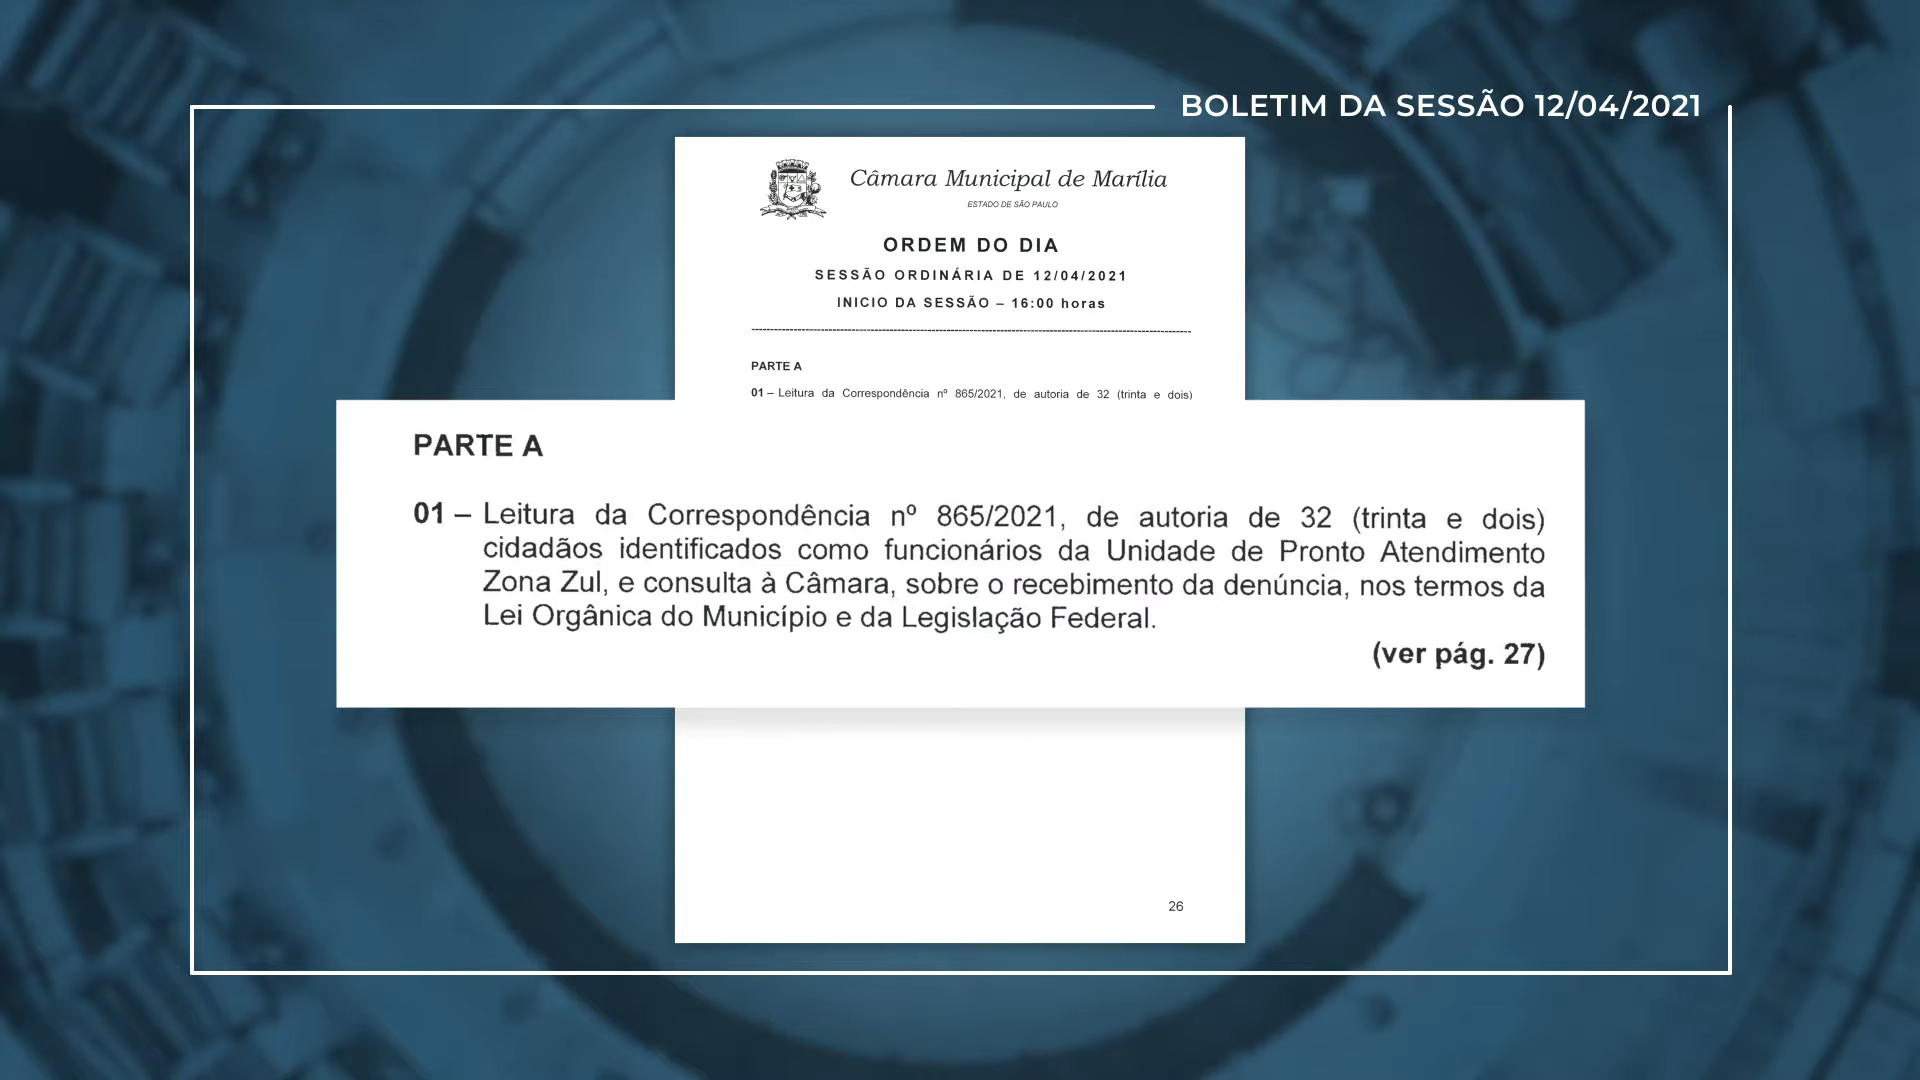 BOLETIM DA SESSÃO 12/04/2021
Câmara Municipal de Marília
ESTADO DE SÃO PAULO
ORDEM DO DIA
SESSÃO ORDINÁRIA DE 12/04/2021
INICIO DA SESSÃO – 16:00 horas
PARTE A
01 – Leitura da Correspondência nº 865/2021, de autoria de 32 (trinta e dois)
PARTE A
01 – Leitura da Correspondência nº 865/2021, de autoria de 32 (trinta e dois)
cidadãos identificados como funcionários da Unidade de Pronto Atendimento
Zona Zul, e consulta à Câmara, sobre o recebimento da denúncia, nos termos da
Lei Orgânica do Município e da Legislação Federal.
(ver pág. 27)
26